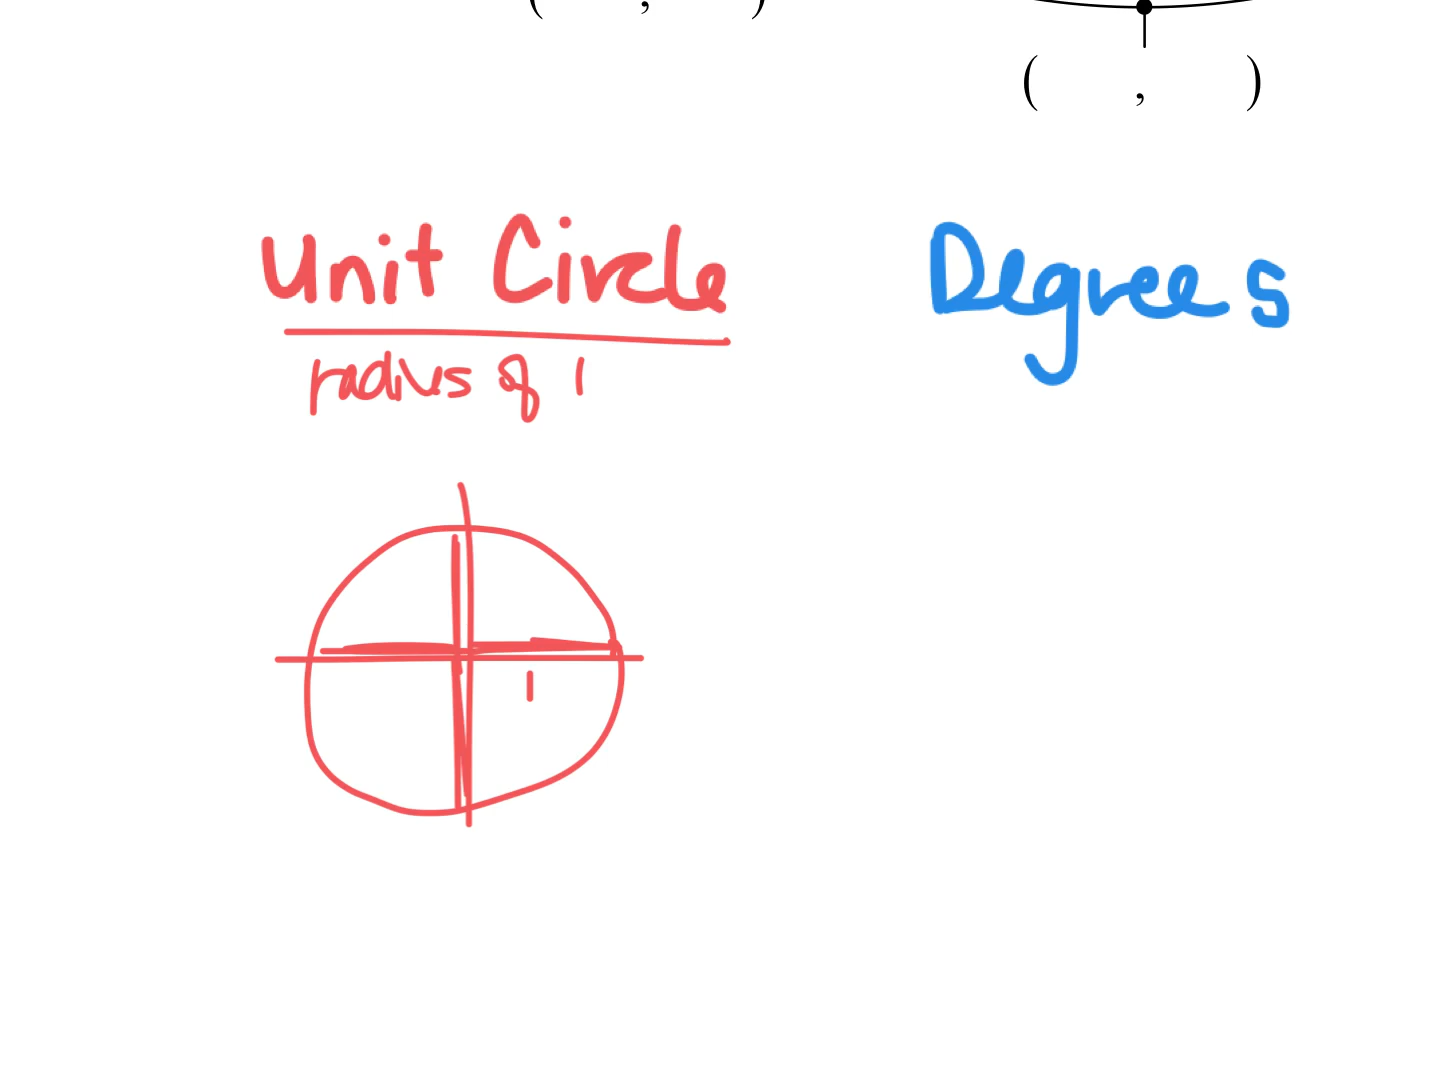 ( , )
( , )
Unit Circle
radius of 1
Degrees
1